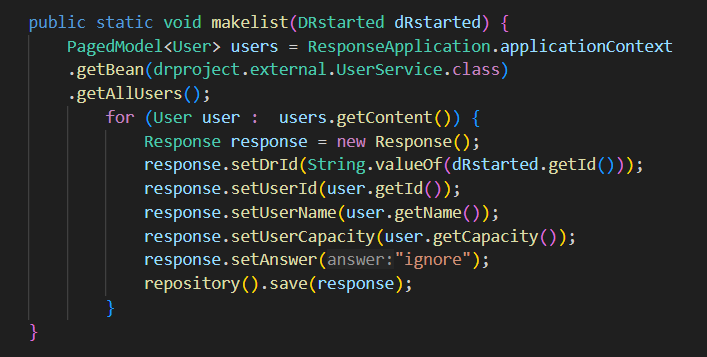 public static void makelist(DRstarted dRstarted) {
PagedModel<User> users = ResponseApplication.applicationContext
.getBean(drproject.external.UserService.class)
.getAllUsers();
for (User user :  users.getContent()) {
Response response = new Response();
response.setDrId(String.valueOf(dRstarted.getId()));
response.setUserId(user.getId());
response.setUserName(user.getName());
response.setUserCapacity(user.getCapacity());
response.setAnswer(answer:"ignore");
repository().save(response);
}
}